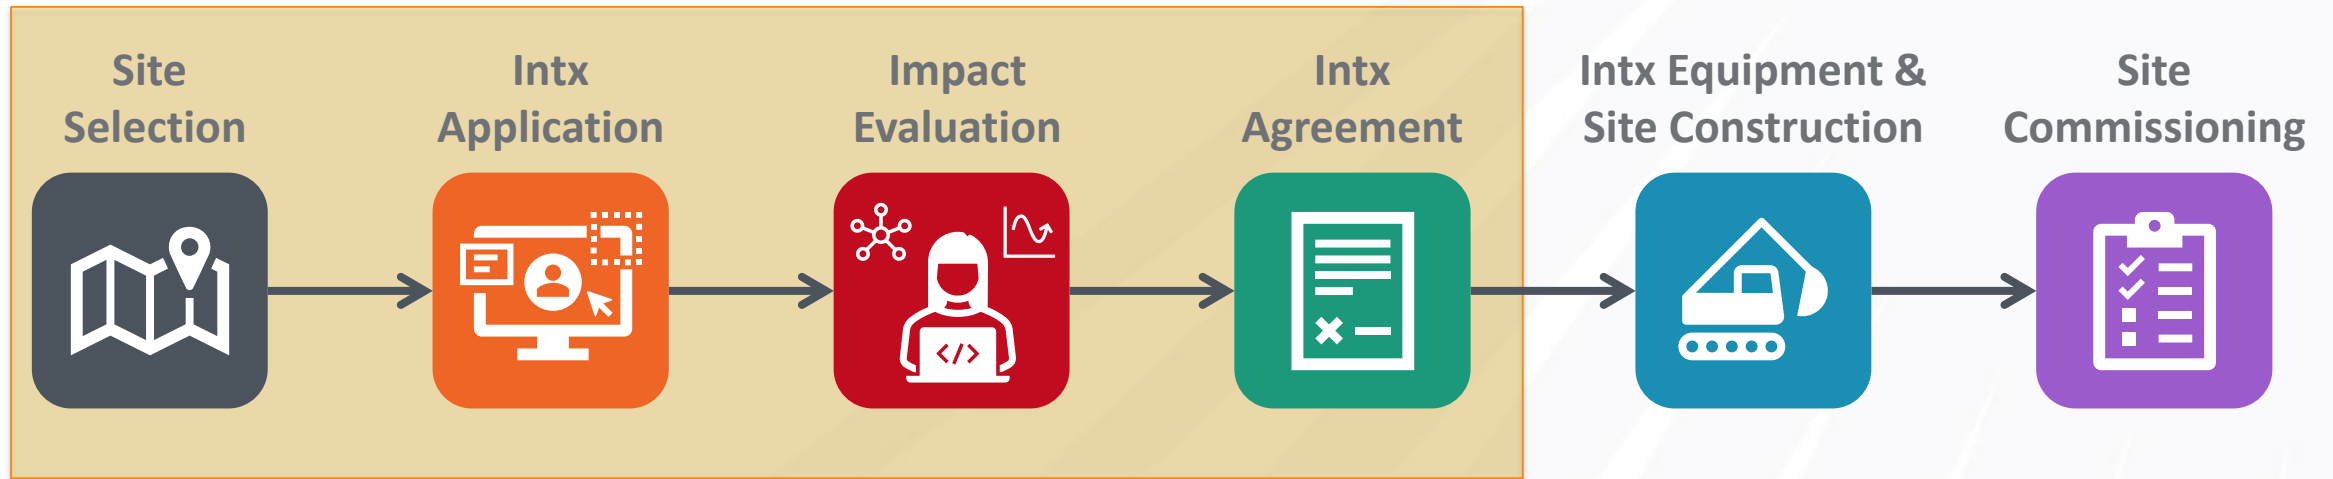 Site
Selection
Intx
Application
Impact
Evaluation
Intx
Agreement
Intx Equipment &
Site Construction
Site
Commissioning